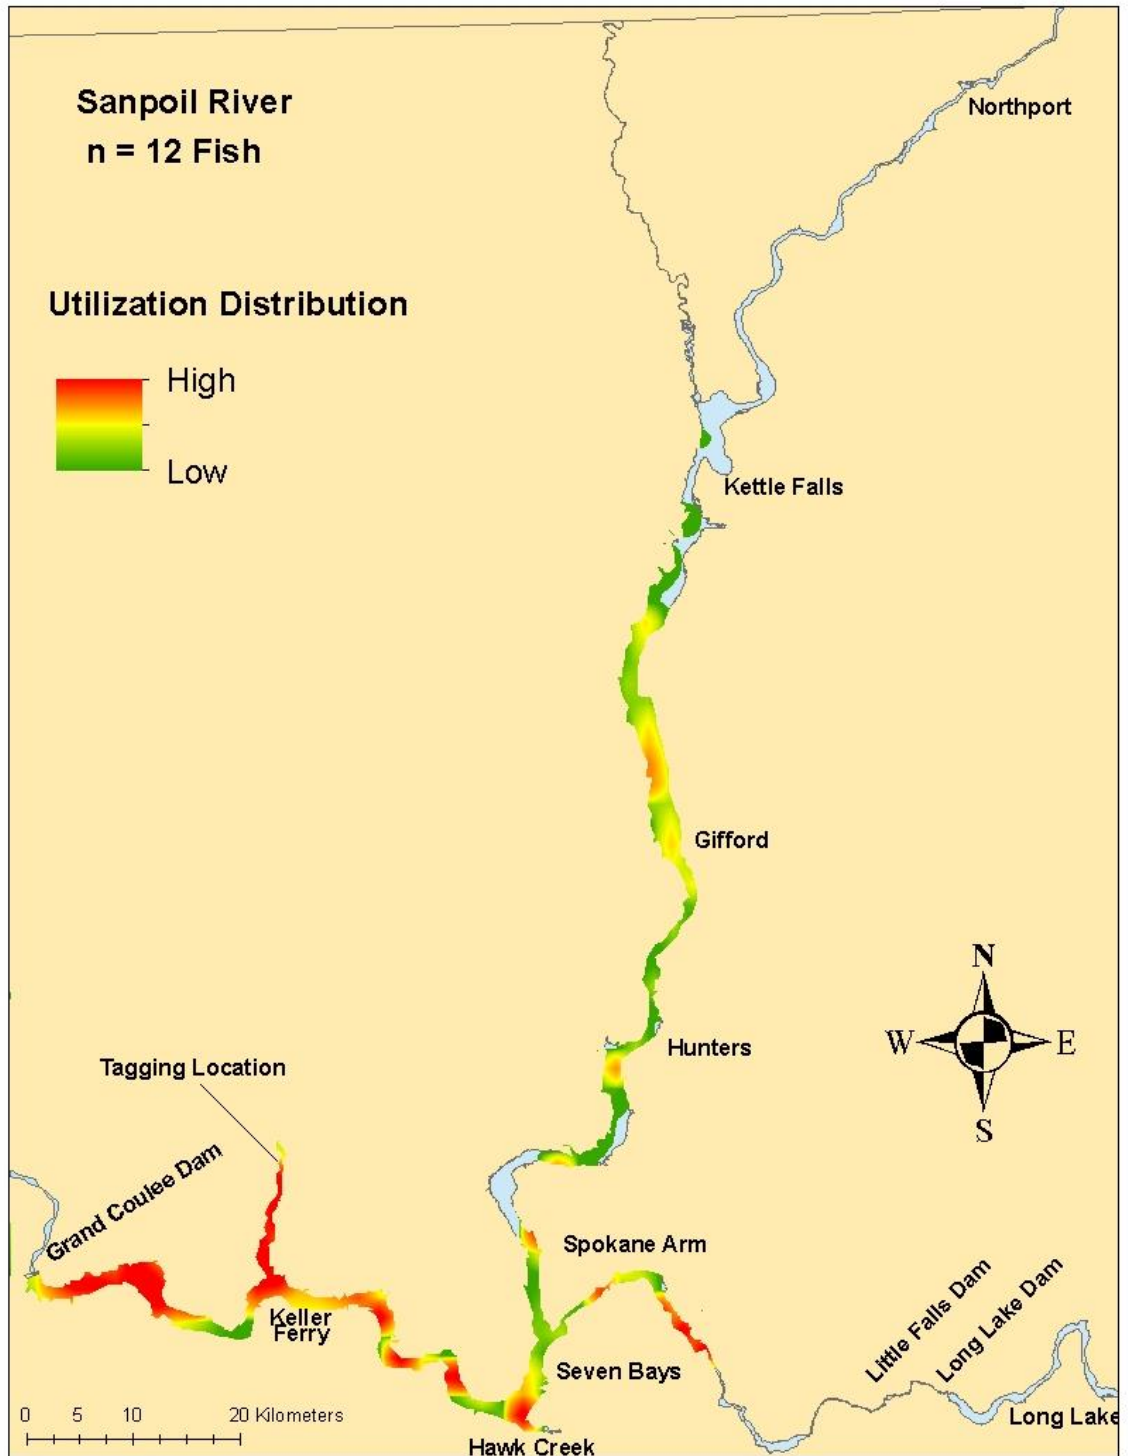 Sanpoil River
n = 12 Fish
Northport
Utilization Distribution
High
Low
Kettle Falls
Gifford
N
W
E
S
Hunters
Tagging Location
Grand Coulee Dam
Spokane Arm
Keller
Ferry
Little Falls Dam
Long Lake Dam
Seven Bays
0 5 10 20 Kilometers
Long Lake
Hawk Creek